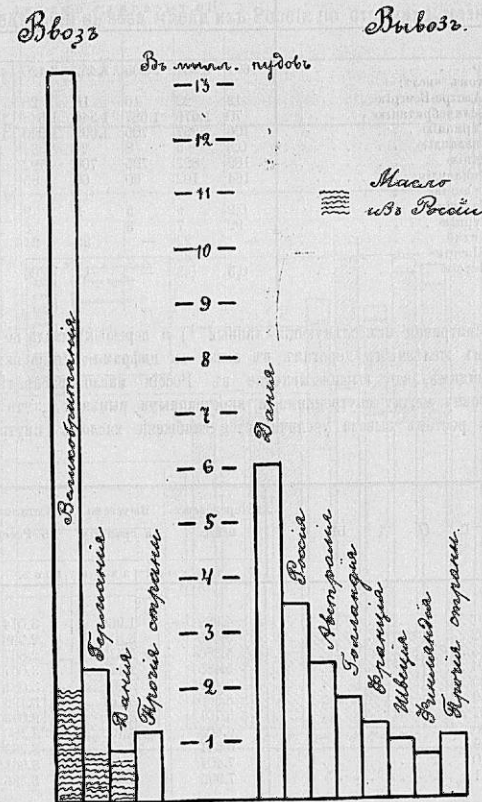 Ввозъ
Вывозъ.
Въ милл. пудовъ
13
12
11
10
9
8
7
6
5
4
3
2
1
Масло
изъ Россіи
Великобританія
Германія
Данія
Прочія страны
Данія
Россія
Австралія
Голландія
Франція
Швеція
Финляндія
Прочія страны.